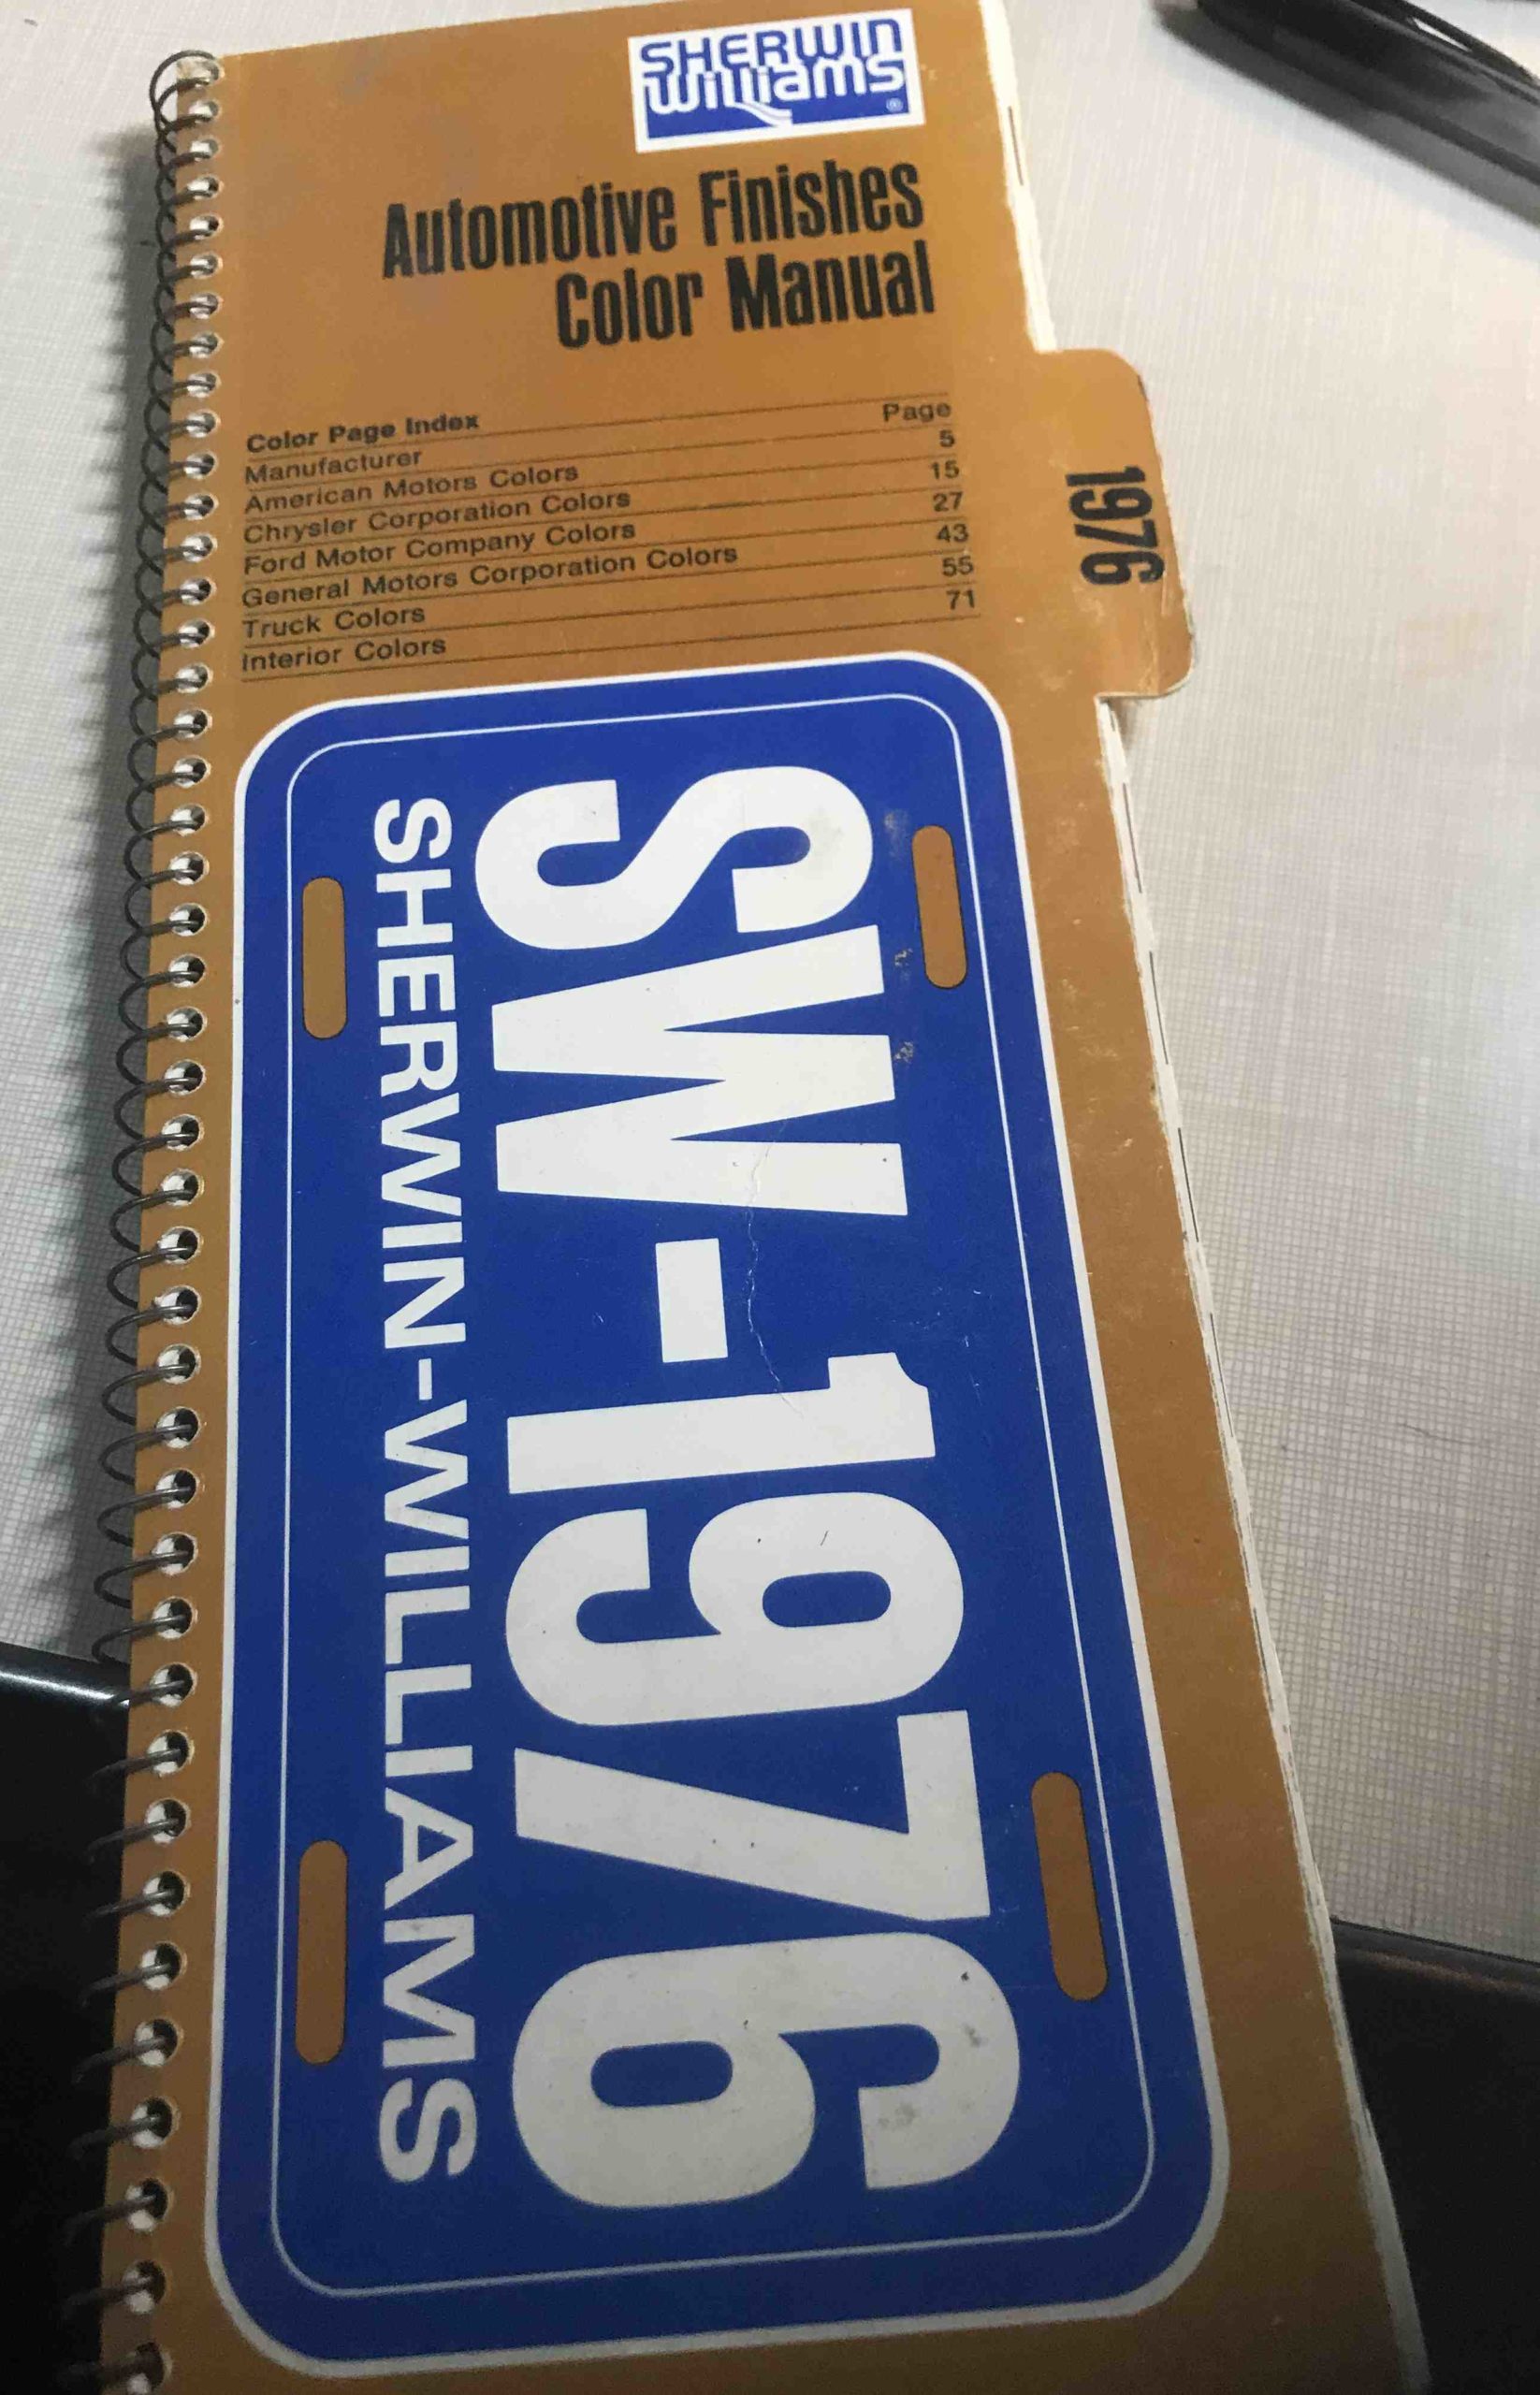 SHERWIN
WILLIAMS
®
Automotive Finishes
Color Manual
Color Page Index
Manufacturer Page
American Motors Colors 5
Chrysler Corporation Colors 15
Ford Motor Company Colors 27
General Motors Corporation Colors 43
Truck Colors 55
Interior Colors 71
1976
SW-1976
SHERWIN-WILLIAMS